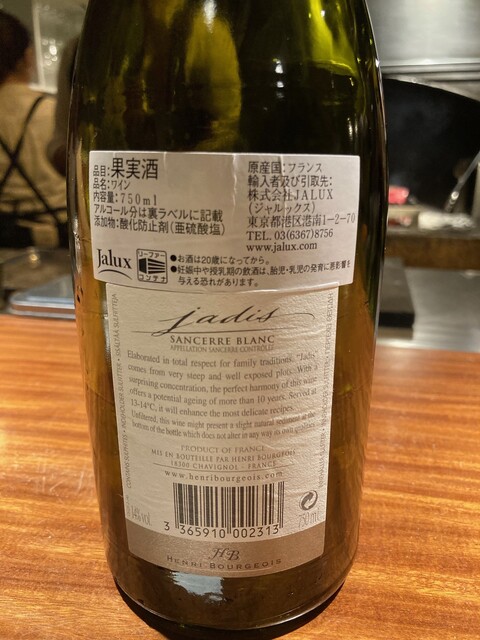 品目:果実酒
品名:ワイン
内容量:750ml
アルコール分は裏ラベルに記載
添加物:酸化防止剤(亜硫酸塩)
原産国:フランス
輸入者及び引取先:
株式会社JALUX
(ジャルックス)
東京都港区港南1-2-70
TEL.03(6367)8756
www.jalux.com
Jalux
●お酒は20歳になってから。
●妊娠中や授乳期の飲酒は、胎児・乳児の発育に悪影響を
与える恐れがあります。
jadis
SANCERRE BLANC
APPELLATION SANCERRE CONTRÔLÉE
Elaborated in total respect for family traditions, "Jadis"
comes from very steep and well exposed plots. With a
surprising concentration, the perfect harmony of this wine
offers a potential ageing of more than 10 years. Served at
13-14°C, it will enhance the most delicate recipes.
Unfiltered, this wine might present a slight natural sediment at the
bottom of the bottle which does not alter in any way its own qualities
PRODUCT OF FRANCE
MIS EN BOUTEILLE PAR HENRI BOURGEOIS
18300 CHAVIGNOL - FRANCE
www.henribourgeois.com
14% vol.
750 ml
3 365910 002313
HB
HENRI BOURGEOIS